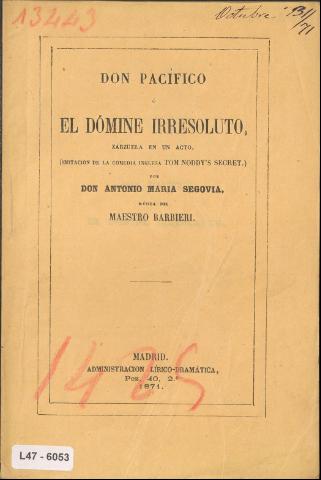 13443
Octubre 31/71
DON PACÍFICO
Ó
EL DÓMINE IRRESOLUTO,
ZARZUELA EN UN ACTO,
(IMITACION DE LA COMEDIA INGLESA TOM NODDY'S SECRET.)
POR
DON ANTONIO MARIA SEGOVIA,
MÚSICA DEL
MAESTRO BARBIERI.
MADRID.
ADMINISTRACION LÍRICO-DRAMÁTICA,
Pez, 40, 2.º
1871.
L47 - 6053